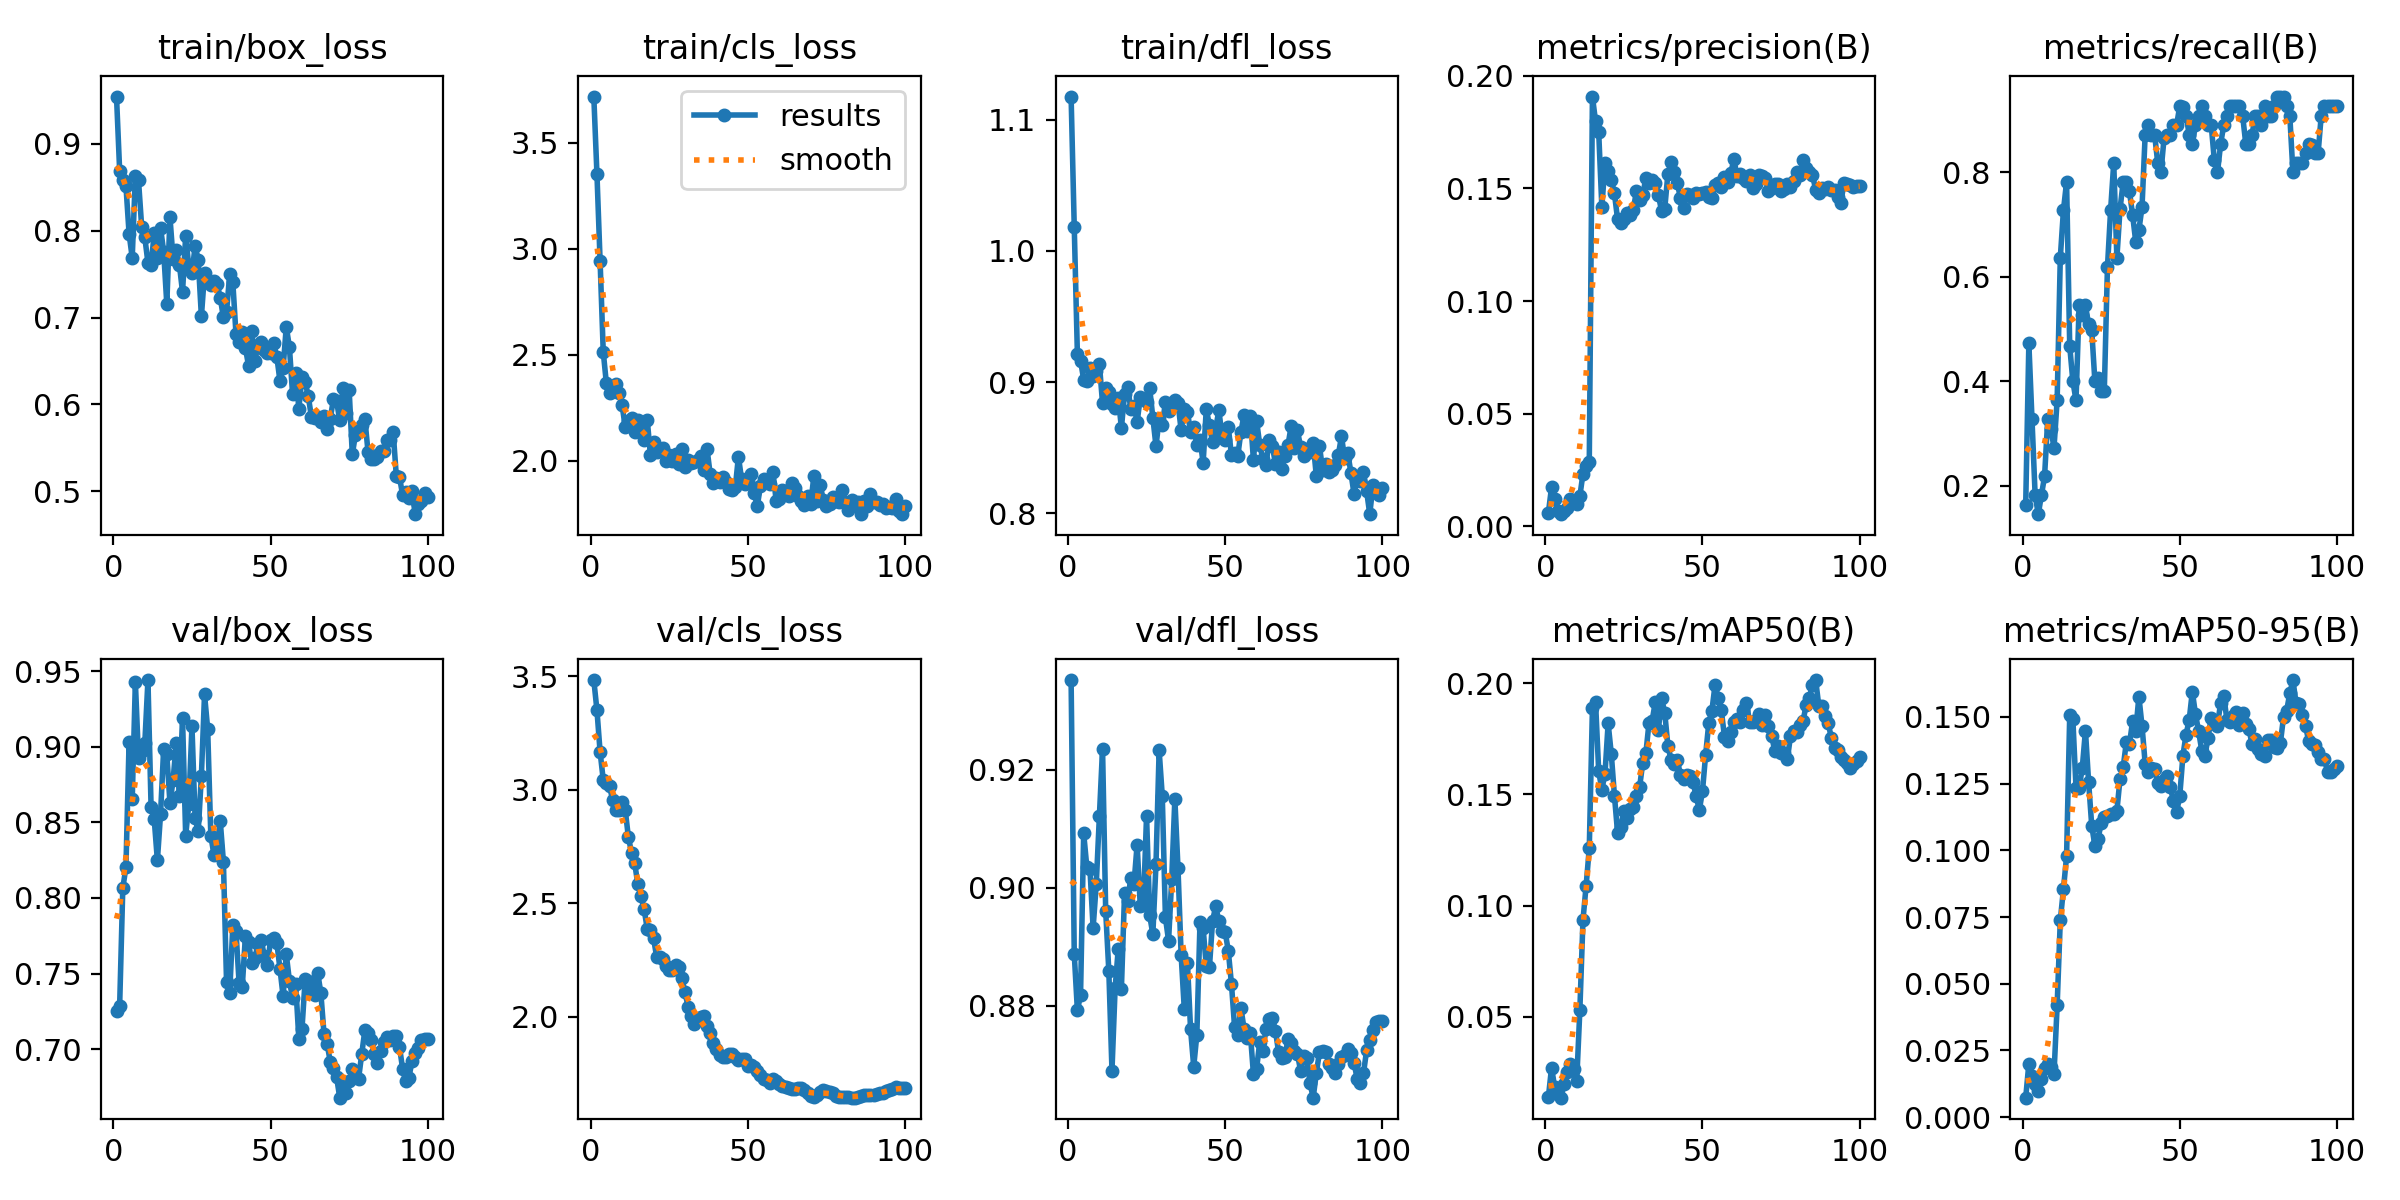 train/box_loss
0.9
0.8
0.7
0.6
0.5
0 50 100
train/cls_loss
results
smooth
3.5
3.0
2.5
2.0
0 50 100
train/dfl_loss
1.1
1.0
0.9
0.8
0 50 100
metrics/precision(B)
0.20
0.15
0.10
0.05
0.00
0 50 100
metrics/recall(B)
0.8
0.6
0.4
0.2
0 50 100
val/box_loss
0.95
0.90
0.85
0.80
0.75
0.70
0 50 100
val/cls_loss
3.5
3.0
2.5
2.0
0 50 100
val/dfl_loss
0.92
0.90
0.88
0 50 100
metrics/mAP50(B)
0.20
0.15
0.10
0.05
0 50 100
metrics/mAP50-95(B)
0.150
0.125
0.100
0.075
0.050
0.025
0.000
0 50 100